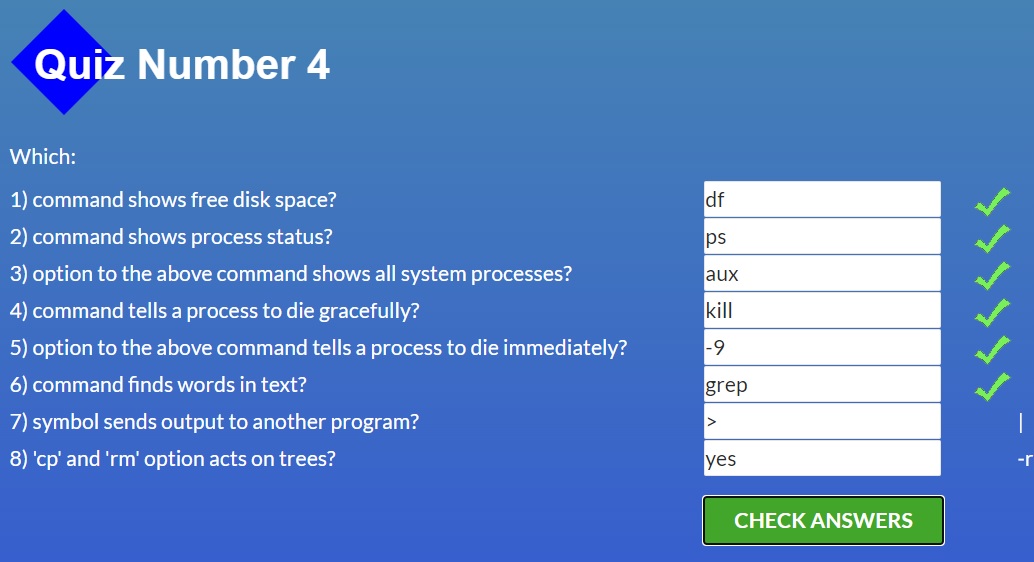 Quiz Number 4
Which:
1) command shows free disk space? df
2) command shows process status? ps
3) option to the above command shows all system processes? aux
4) command tells a process to die gracefully? kill
5) option to the above command tells a process to die immediately? -9
6) command finds words in text? grep
7) symbol sends output to another program? > |
8) 'cp' and 'rm' option acts on trees? yes -r
CHECK ANSWERS